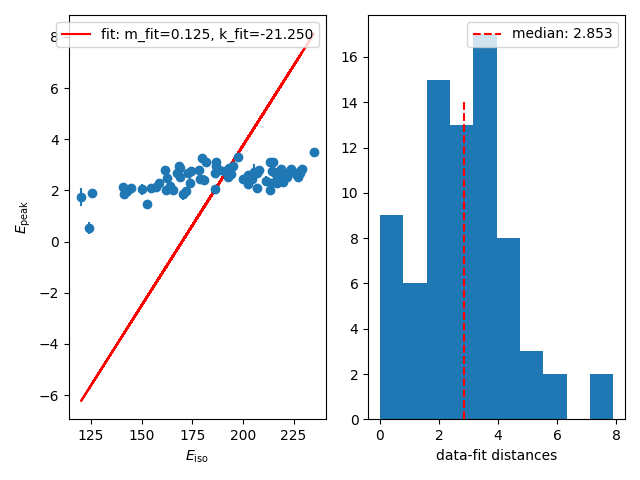 fit: m_fit=0.125, k_fit=-21.250
8
6
4
2
0
−2
−4
−6
E_peak
125 150 175 200 225
E_iso
median: 2.853
16
14
12
10
8
6
4
2
0
0 2 4 6 8
data-fit distances